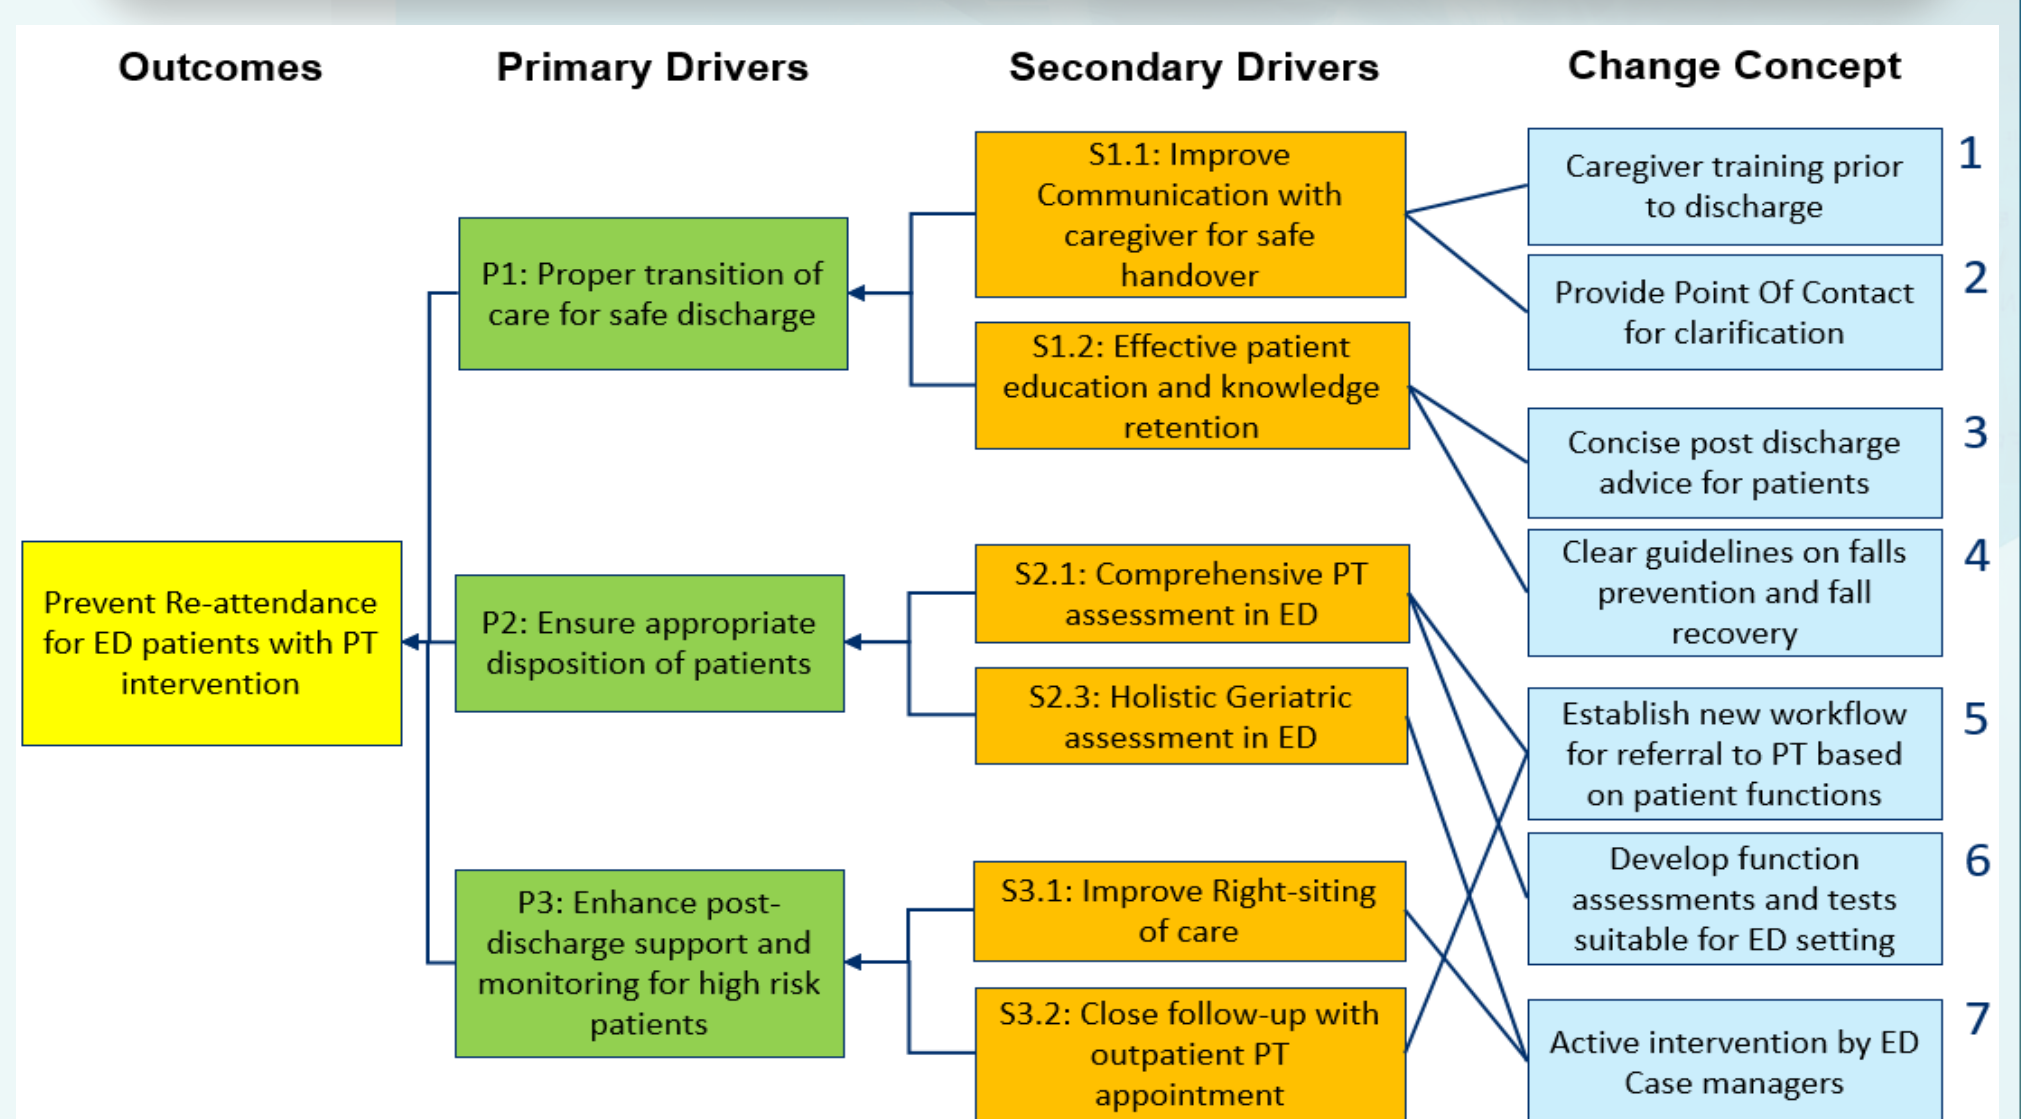 Outcomes
Primary Drivers
Secondary Drivers
Change Concept
Prevent Re-attendance
for ED patients with PT
intervention
P1: Proper transition of
care for safe discharge
P2: Ensure appropriate
disposition of patients
P3: Enhance post-
discharge support and
monitoring for high risk
patients
S1.1: Improve
Communication with
caregiver for safe
handover
S1.2: Effective patient
education and knowledge
retention
S2.1: Comprehensive PT
assessment in ED
S2.3: Holistic Geriatric
assessment in ED
S3.1: Improve Right-siting
of care
S3.2: Close follow-up with
outpatient PT
appointment
Caregiver training prior
to discharge
1
Provide Point Of Contact
for clarification
2
Concise post discharge
advice for patients
3
Clear guidelines on falls
prevention and fall
recovery
4
Establish new workflow
for referral to PT based
on patient functions
5
Develop function
assessments and tests
suitable for ED setting
6
Active intervention by ED
Case managers
7